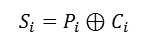 Sᵢ = Pᵢ ⊕ Cᵢ